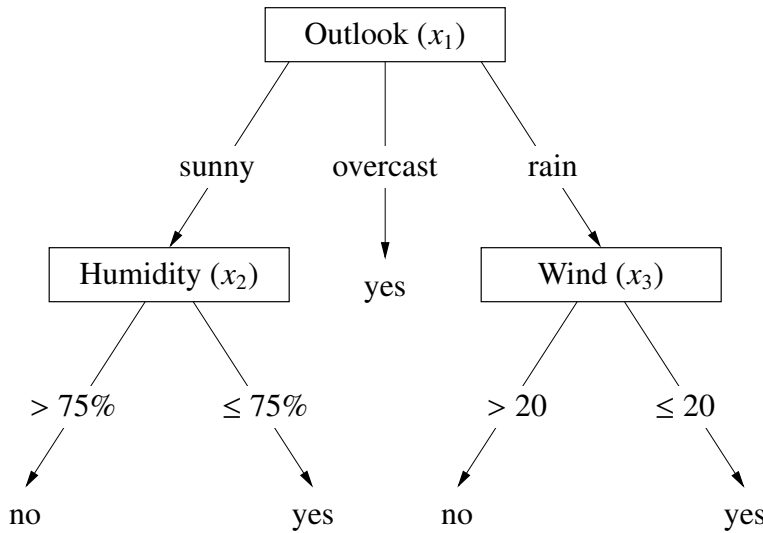 Outlook (x₁)
sunny overcast rain
Humidity (x₂) yes Wind (x₃)
> 75% ≤ 75% > 20 ≤ 20
no yes no yes